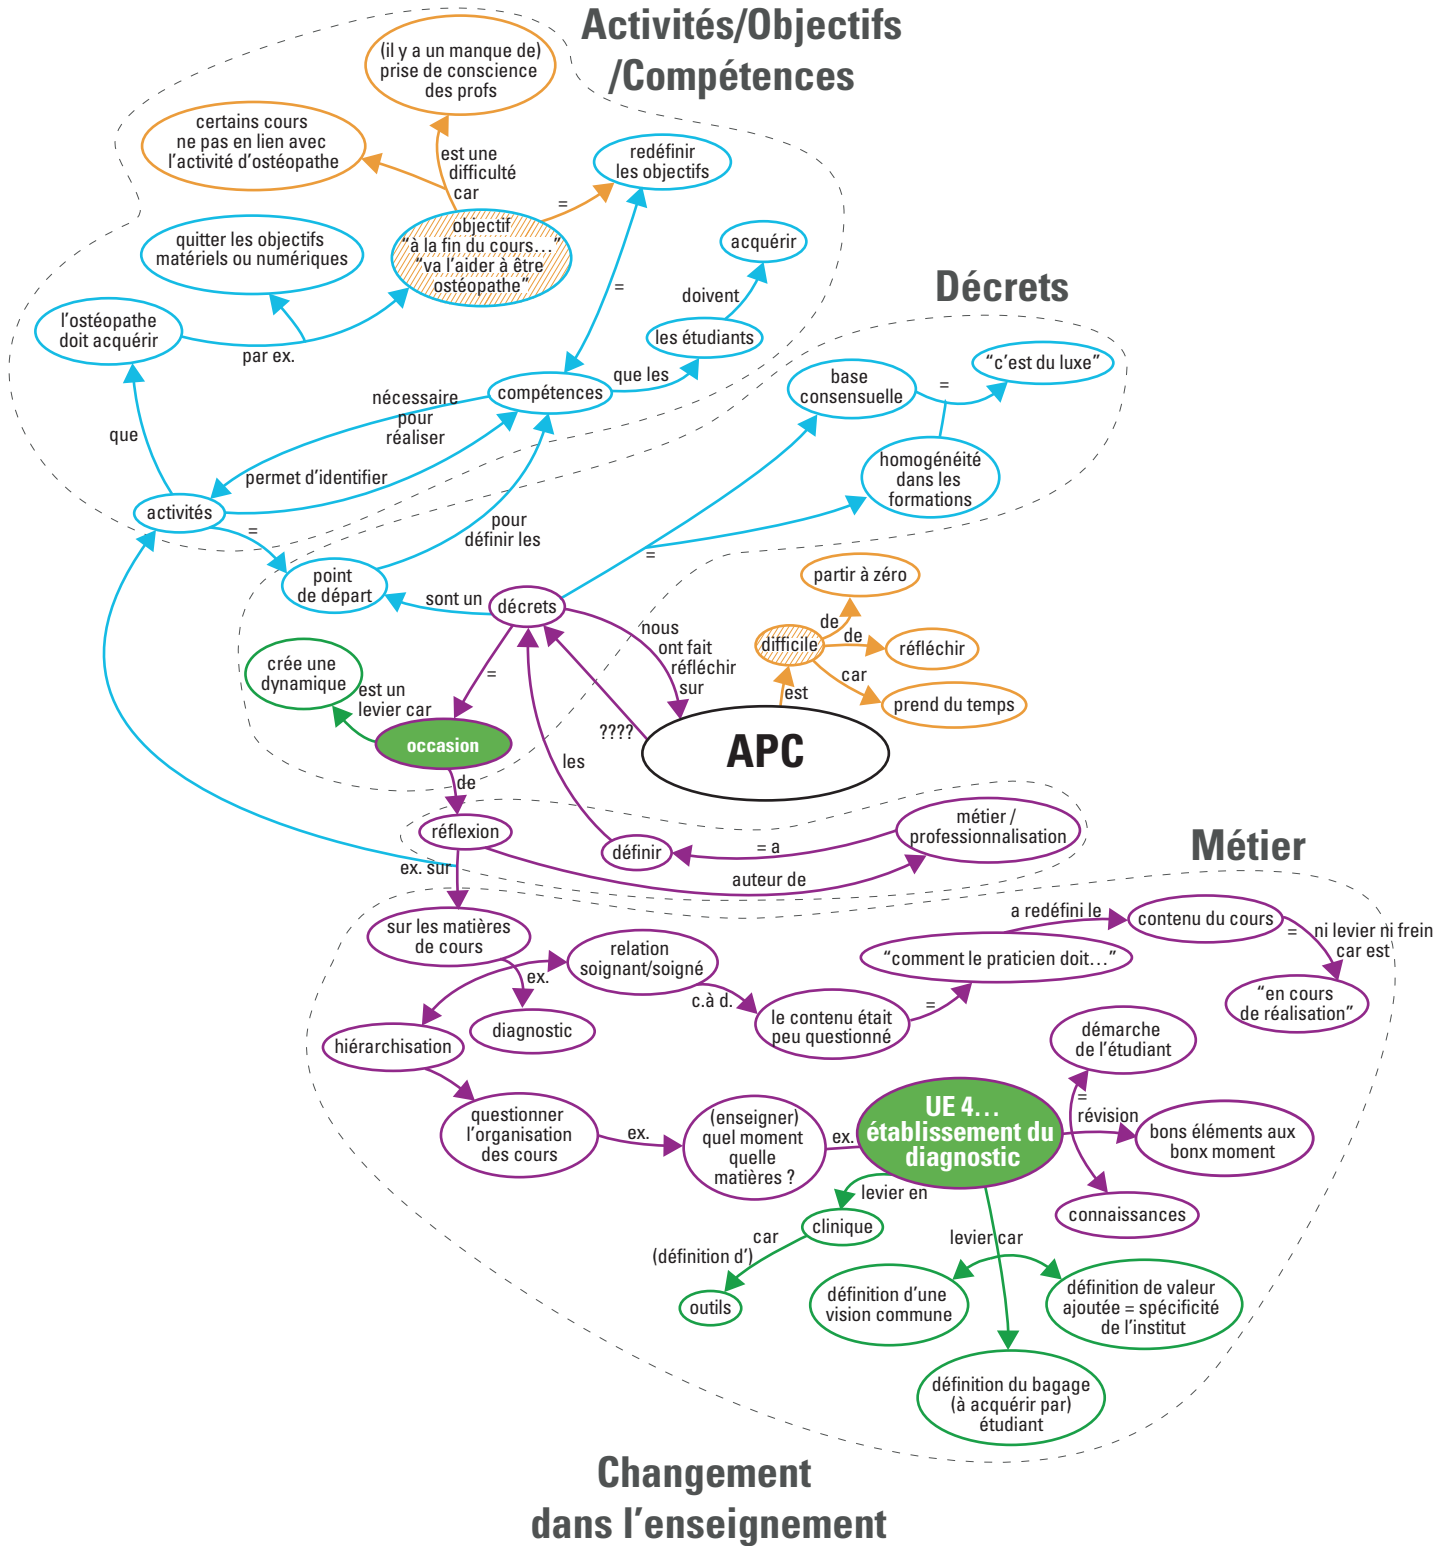 Activités/Objectifs
/Compétences
(il y a un manque de)
prise de conscience
des profs
certains cours
ne pas en lien avec
l'activité d'ostéopathe
est une
difficulté
car
redéfinir
les objectifs
=
objectif
“à la fin du cours…”
“va l'aider à être
ostéopathe”
quitter les objectifs
matériels ou numériques
acquérir
doivent
=
l'ostéopathe
doit acquérir
par ex.
les étudiants
que les
compétences
nécessaire
pour
réaliser
que
permet d'identifier
activités
=
pour
définir les
Décrets
“c'est du luxe”
base
consensuelle
=
homogénéité
dans les
formations
=
point
de départ
sont un
décrets
nous
ont fait
réfléchir
sur
partir à zéro
difficile
de
de
réfléchir
car
prend du temps
est
crée une
dynamique
est un
levier car
=
occasion
????
APC
les
de
réflexion
définir
= a
métier /
professionnalisation
auteur de
ex. sur
Métier
sur les matières
de cours
relation
soignant/soigné
ex.
c.à d.
diagnostic
hiérarchisation
le contenu était
peu questionné
=
“comment le praticien doit…”
a redéfini le
contenu du cours
=
ni levier ni frein
car est
“en cours
de réalisation”
questionner
l'organisation
des cours
ex.
(enseigner)
quel moment
quelle
matières ?
ex.
UE 4…
établissement du
diagnostic
démarche
de l'étudiant
=
révision
bons éléments aux
bonx moment
connaissances
levier en
clinique
car
(définition d')
outils
levier car
définition d'une
vision commune
définition de valeur
ajoutée = spécificité
de l'institut
définition du bagage
(à acquérir par)
étudiant
Changement
dans l'enseignement